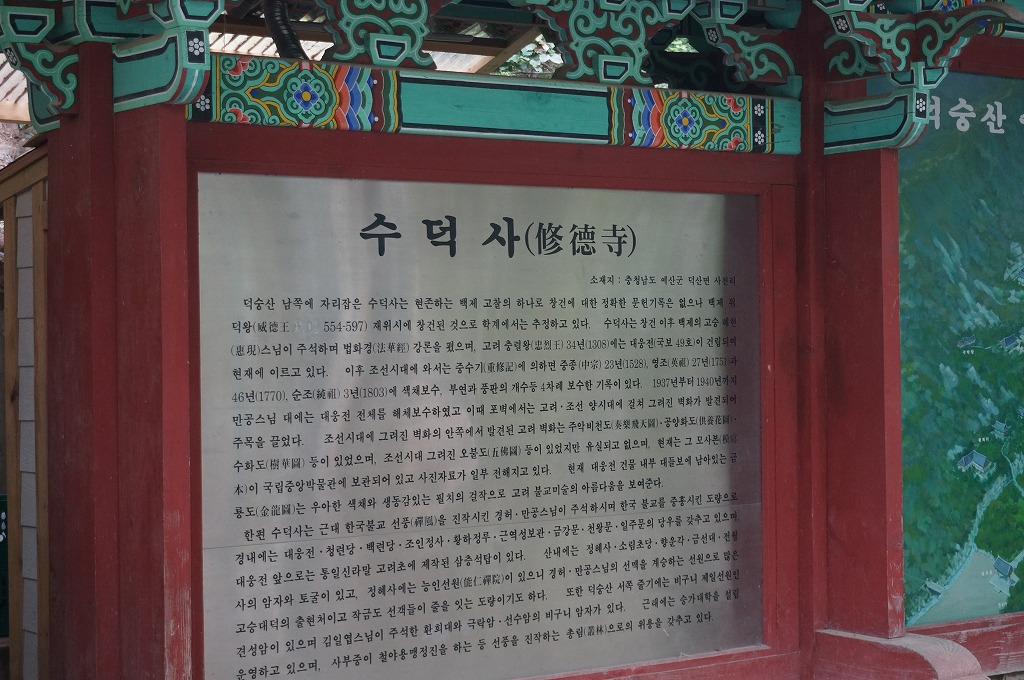 수덕사(修德寺)
소재지 : 충청남도 예산군 덕산면 사천리
덕숭산 남쪽에 자리잡은 수덕사는 현존하는 백제 고찰의 하나로 창건에 대한 정확한 문헌기록은 없으나 백제 위
덕왕(威德王 554-597) 재위시에 창건된 것으로 학계에서는 추정하고 있다. 수덕사는 창건 이후 백제의 고승 혜현
(惠現)스님이 주석하며 법화경(法華經) 강론을 폈으며, 고려 충렬왕(忠烈王) 34년(1308)에는 대웅전(국보 49호)이 건립되어
현재에 이르고 있다. 이후 조선시대에 와서는 중수기(重修記)에 의하면 중종(中宗) 23년(1528), 영조(英祖) 27년(1751)과
46년(1770), 순조(純祖) 3년(1803)에 색채보수, 부연과 풍판의 개수등 4차례 보수한 기록이 있다. 1937년부터 1940년까지
만공스님 대에는 대웅전 전체를 해체보수하였고 이때 포벽에서는 고려·조선 양시대에 걸쳐 그려진 벽화가 발견되어
주목을 끌었다. 조선시대에 그려진 벽화의 안쪽에서 발견된 고려 벽화는 주악비천도(奏樂飛天圖)·공양화도(供養花圖)·
수화도(樹華圖) 등이 있었으며, 조선시대 그려진 오불도(五佛圖) 등이 있었지만 유실되고 없으며, 현재는 그 모사본(模寫
本)이 국립중앙박물관에 보관되어 있고 사진자료가 일부 전해지고 있다. 현재 대웅전 건물 내부 대들보에 남아있는 금
룡도(金龍圖)는 우아한 색채와 생동감있는 필치의 걸작으로 고려 불교미술의 아름다움을 보여준다.
한편 수덕사는 근대 한국불교 선풍(禪風)을 진작시킨 경허·만공스님이 주석하시며 한국 불교를 중흥시킨 도량으로
경내에는 대웅전·청련당·백련당·조인정사·황하정루·근역성보관·금강문·천왕문·일주문의 당우를 갖추고 있으며,
대웅전 앞으로는 통일신라말 고려초에 제작된 삼층석탑이 있다. 산내에는 정혜사·소림초당·향운각·금선대·전월
사의 암자와 토굴이 있고, 정혜사에는 능인선원(能仁禪院)이 있으니 경허·만공스님의 선맥을 계승하는 선원으로 많은
고승대덕의 출현처이고 작금도 선객들이 줄을 잇는 도량이기도 하다. 또한 덕숭산 서쪽 줄기에는 비구니 제일선원인
견성암이 있으며 김일엽스님이 주석한 환희대와 극락암·선수암의 비구니 암자가 있다. 근래에는 승가대학을 설립
운영하고 있으며, 사부중이 철야용맹정진을 하는 등 선풍을 진작하는 총림(叢林)으로의 위용을 갖추고 있다.
숭산